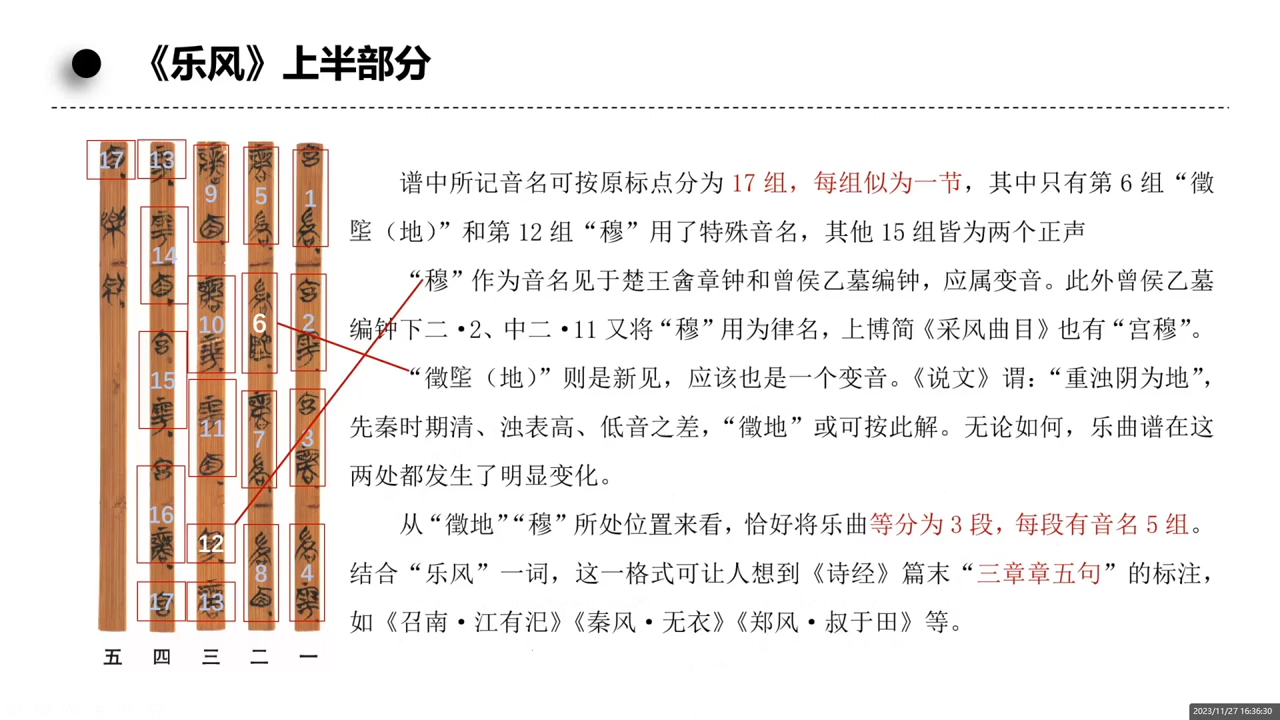 《乐风》上半部分
谱中所记音名可按原标点分为 17 组，每组似为一节，其中只有第 6 组“徵
（地）”和第 12 组“穆”用了特殊音名，其他 15 组皆为两个正声
“穆”作为音名见于楚王酓章钟和曾侯乙墓编钟，应属变音。此外曾侯乙墓
编钟下二·2、中二·11 又将“穆”用为律名，上博简《采风曲目》也有“宫穆”。
“徵（地）”则是新见，应该也是一个变音。《说文》谓：“重浊阴为地”，
先秦时期清、浊表高、低音之差，“徵地”或可按此解。无论如何，乐曲谱在这
两处都发生了明显变化。
从“徵地”“穆”所处位置来看，恰好将乐曲等分为 3 段，每段有音名 5 组。
结合“乐风”一词，这一格式可让人想到《诗经》篇末“三章章五句”的标注，
如《召南·江有汜》《秦风·无衣》《郑风·叔于田》等。
17 13 9 5 1
14 10 6 2
15 11 7 3
16 12 8 4
17 13
五 四 三 二 一
2023/11/27 16:36:30